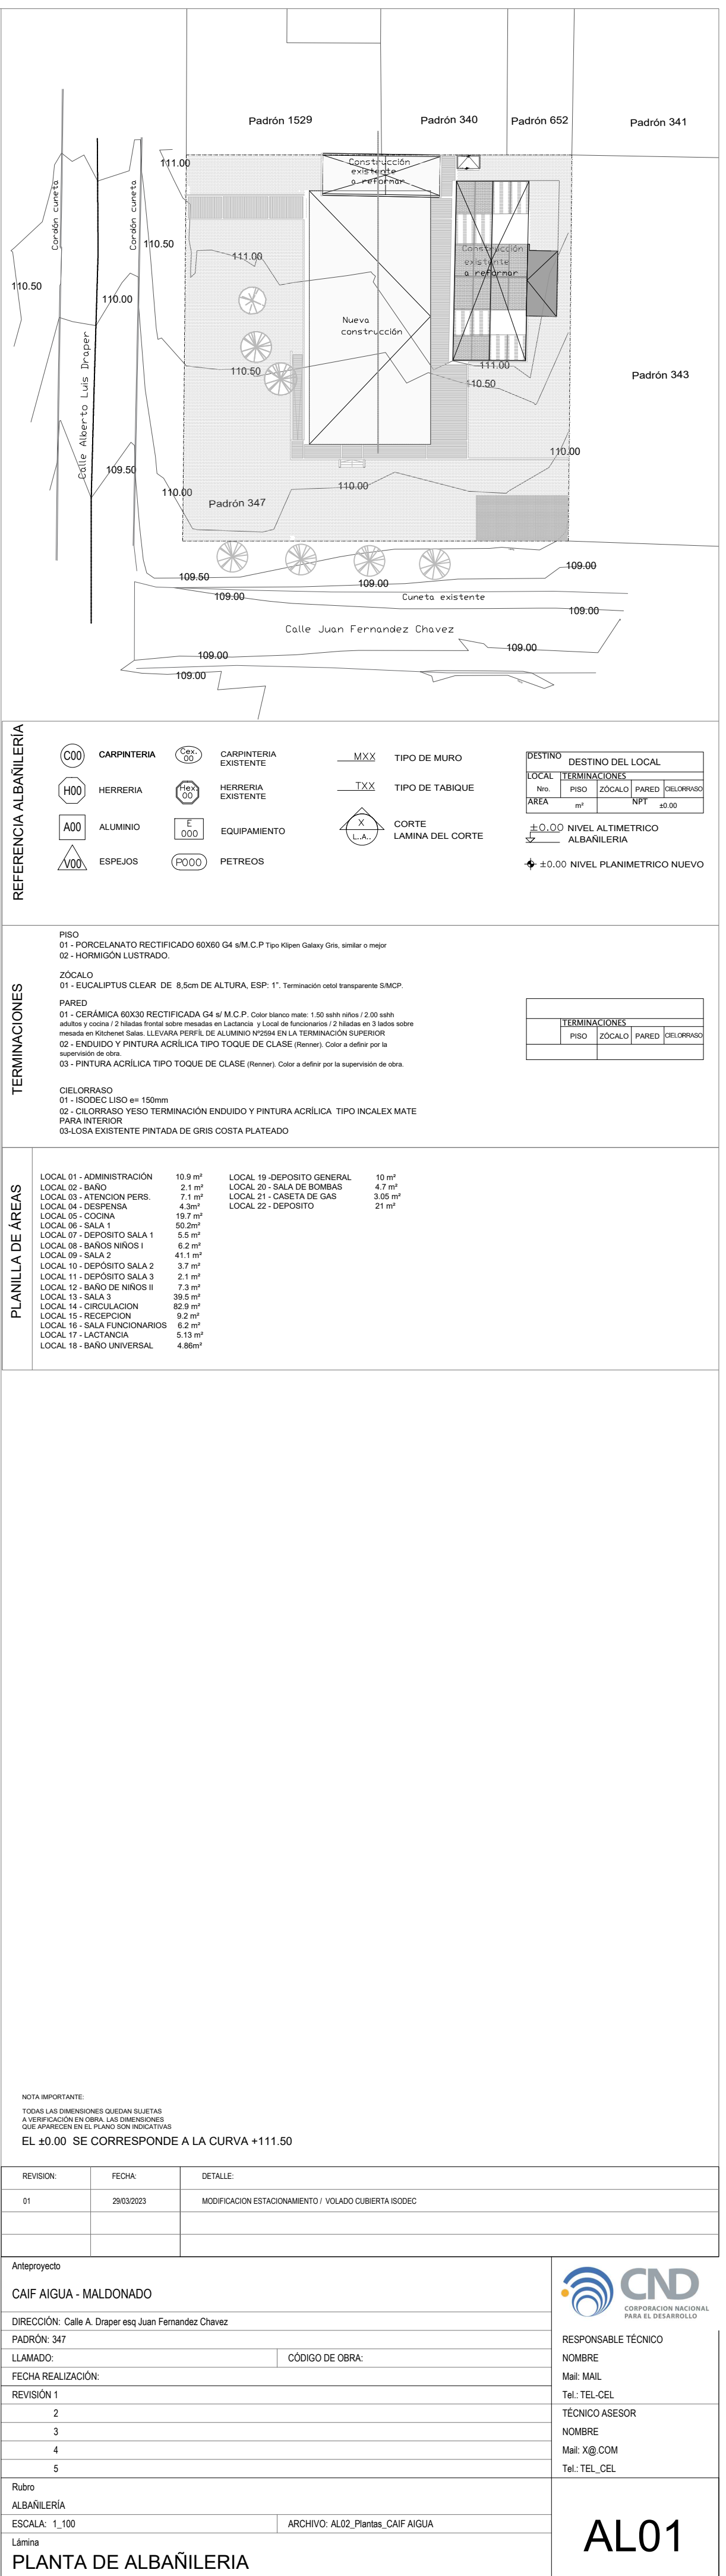 Padrón 1529
Padrón 340
Padrón 652
Padrón 341
111.00
Construcción
existente
a reformar
Cordón cuneta
Cordón cuneta
110.50
111.00
Construcción
existente
a reformar
110.50
110.00
Nueva
construcción
Calle Alberto Luis Draper
110.50
111.00
110.50
Padrón 343
110.00
109.50
110.00
110.00
Padrón 347
109.50
109.00
109.00
109.00
Cuneta existente
109.00
Calle Juan Fernandez Chavez
109.00
109.00
109.00
REFERENCIA ALBAÑILERÍA
C00 CARPINTERIA
Cex. 00 CARPINTERIA EXISTENTE
MXX TIPO DE MURO
H00 HERRERIA
Hex. 00 HERRERIA EXISTENTE
TXX TIPO DE TABIQUE
A00 ALUMINIO
E 000 EQUIPAMIENTO
X L.A.. CORTE
LAMINA DEL CORTE
V00 ESPEJOS
P000 PETREOS
DESTINO DESTINO DEL LOCAL
LOCAL TERMINACIONES
Nro. PISO ZÓCALO PARED CIELORRASO
AREA m² NPT ±0.00
±0.00 NIVEL ALTIMETRICO
ALBAÑILERIA
±0.00 NIVEL PLANIMETRICO NUEVO
TERMINACIONES
PISO
01 - PORCELANATO RECTIFICADO 60X60 G4 s/M.C.P Tipo Klipen Galaxy Gris, similar o mejor
02 - HORMIGÓN LUSTRADO.
ZÓCALO
01 - EUCALIPTUS CLEAR DE 8,5cm DE ALTURA, ESP: 1”. Terminación cetol transparente S/MCP.
PARED
01 - CERÁMICA 60X30 RECTIFICADA G4 s/ M.C.P. Color blanco mate: 1.50 sshh niños / 2.00 sshh
adultos y cocina / 2 hiladas frontal sobre mesadas en Lactancia y Local de funcionarios / 2 hiladas en 3 lados sobre
mesada en Kitchenet Salas. LLEVARA PERFÍL DE ALUMINIO Nº2594 EN LA TERMINACIÓN SUPERIOR
02 - ENDUIDO Y PINTURA ACRÍLICA TIPO TOQUE DE CLASE (Renner). Color a definir por la
supervisión de obra.
03 - PINTURA ACRÍLICA TIPO TOQUE DE CLASE (Renner). Color a definir por la supervisión de obra.
CIELORRASO
01 - ISODEC LISO e= 150mm
02 - CILORRASO YESO TERMINACIÓN ENDUIDO Y PINTURA ACRÍLICA TIPO INCALEX MATE
PARA INTERIOR
03-LOSA EXISTENTE PINTADA DE GRIS COSTA PLATEADO
TERMINACIONES
PISO ZÓCALO PARED CIELORRASO
PLANILLA DE ÁREAS
LOCAL 01 - ADMINISTRACIÓN 10.9 m²
LOCAL 02 - BAÑO 2.1 m²
LOCAL 03 - ATENCION PERS. 7.1 m²
LOCAL 04 - DESPENSA 4.3m²
LOCAL 05 - COCINA 19.7 m²
LOCAL 06 - SALA 1 50.2m²
LOCAL 07 - DEPOSITO SALA 1 5.5 m²
LOCAL 08 - BAÑOS NIÑOS I 6.2 m²
LOCAL 09 - SALA 2 41.1 m²
LOCAL 10 - DEPÓSITO SALA 2 3.7 m²
LOCAL 11 - DEPÓSITO SALA 3 2.1 m²
LOCAL 12 - BAÑO DE NIÑOS II 7.3 m²
LOCAL 13 - SALA 3 39.5 m²
LOCAL 14 - CIRCULACION 82.9 m²
LOCAL 15 - RECEPCION 9.2 m²
LOCAL 16 - SALA FUNCIONARIOS 6.2 m²
LOCAL 17 - LACTANCIA 5.13 m²
LOCAL 18 - BAÑO UNIVERSAL 4.86m²
LOCAL 19 -DEPOSITO GENERAL 10 m²
LOCAL 20 - SALA DE BOMBAS 4.7 m²
LOCAL 21 - CASETA DE GAS 3.05 m²
LOCAL 22 - DEPOSITO 21 m²
NOTA IMPORTANTE:
TODAS LAS DIMENSIONES QUEDAN SUJETAS
A VERIFICACIÓN EN OBRA. LAS DIMENSIONES
QUE APARECEN EN EL PLANO SON INDICATIVAS
EL ±0.00 SE CORRESPONDE A LA CURVA +111.50
REVISION: FECHA: DETALLE:
01 29/03/2023 MODIFICACION ESTACIONAMIENTO / VOLADO CUBIERTA ISODEC
Anteproyecto
CAIF AIGUA - MALDONADO
DIRECCIÓN: Calle A. Draper esq Juan Fernandez Chavez
PADRÓN: 347
LLAMADO: CÓDIGO DE OBRA:
FECHA REALIZACIÓN:
REVISIÓN 1
2
3
4
5
CND
CORPORACION NACIONAL
PARA EL DESARROLLO
RESPONSABLE TÉCNICO
NOMBRE
Mail: MAIL
Tel.: TEL-CEL
TÉCNICO ASESOR
NOMBRE
Mail: X@.COM
Tel.: TEL_CEL
Rubro
ALBAÑILERÍA
ESCALA: 1_100 ARCHIVO: AL02_Plantas_CAIF AIGUA
Lámina
PLANTA DE ALBAÑILERIA
AL01